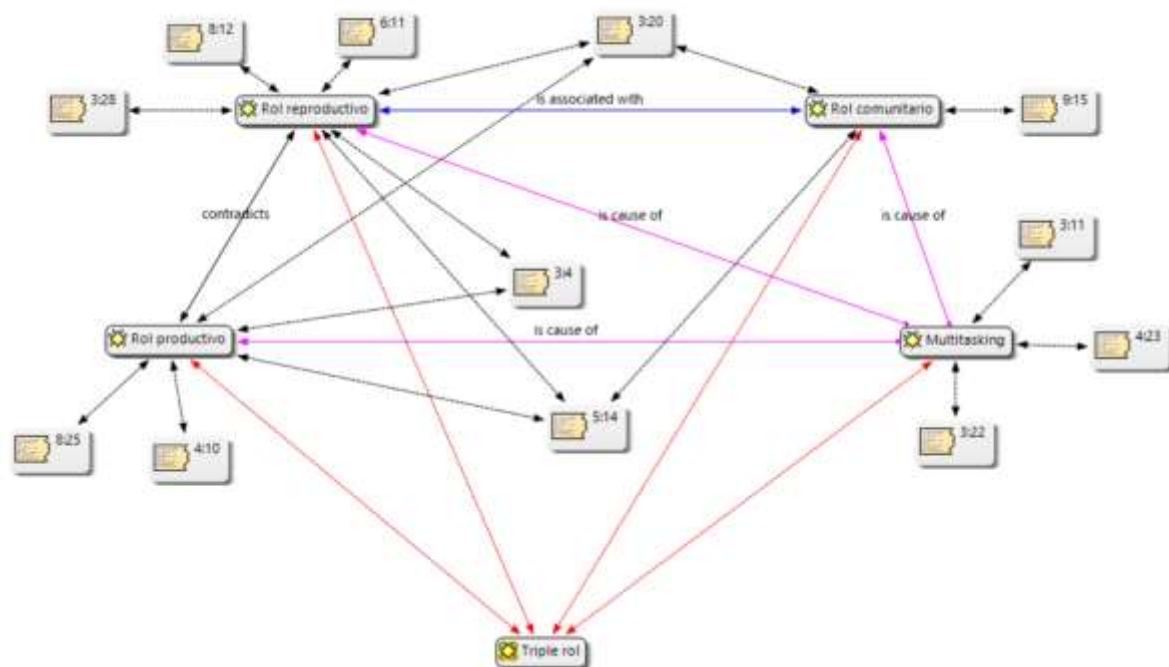 8:12
6:11
3:20
3:28
Rol reproductivo
is associated with
Rol comunitario
9:15
contradicts
is cause of
is cause of
3:11
3:4
Rol productivo
is cause of
Multitasking
4:23
8:25
4:10
5:14
3:22
Triple rol